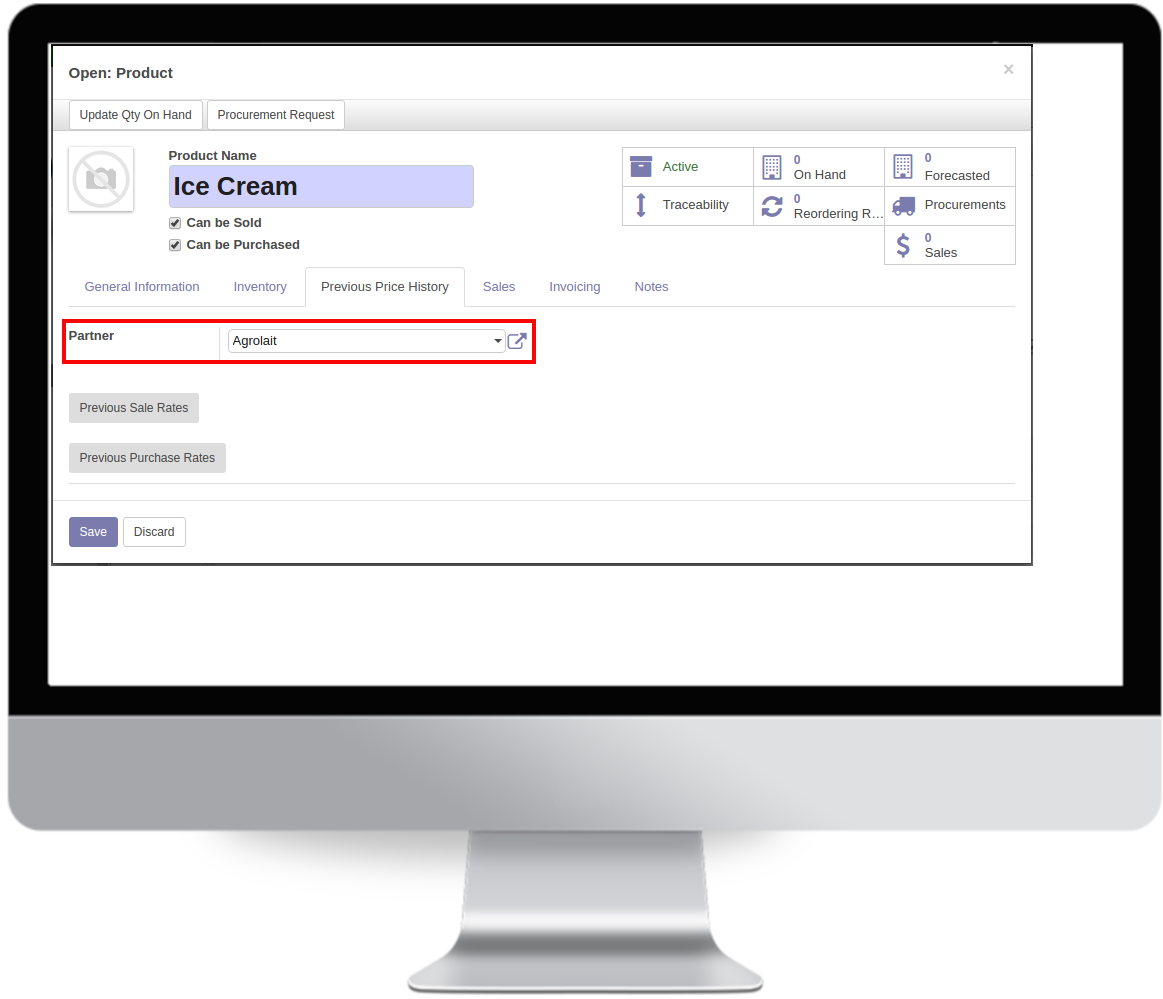 Open: Product
×
Update Qty On Hand
Procurement Request
Product Name
Ice Cream
Can be Sold
Can be Purchased
Active
0
On Hand
0
Forecasted
Traceability
0
Reordering R...
Procurements
0
Sales
General Information
Inventory
Previous Price History
Sales
Invoicing
Notes
Partner
Agrolait
Previous Sale Rates
Previous Purchase Rates
Save
Discard